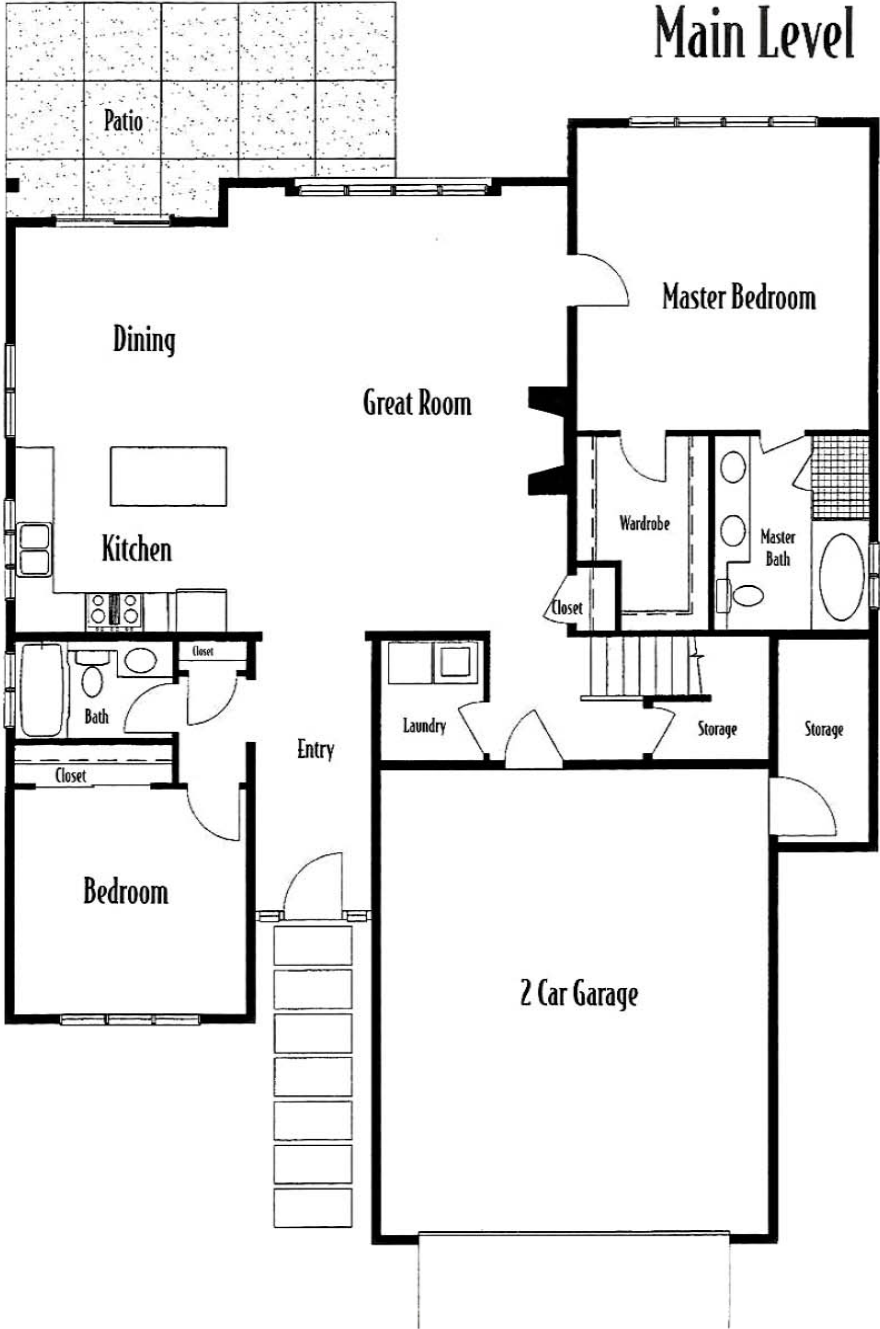 Main Level
Patio
Master Bedroom
Dining
Great Room
Wardrobe
Kitchen
Master
Bath
Closet
Closet
Bath
Laundry
Storage
Storage
Entry
Closet
Bedroom
2 Car Garage